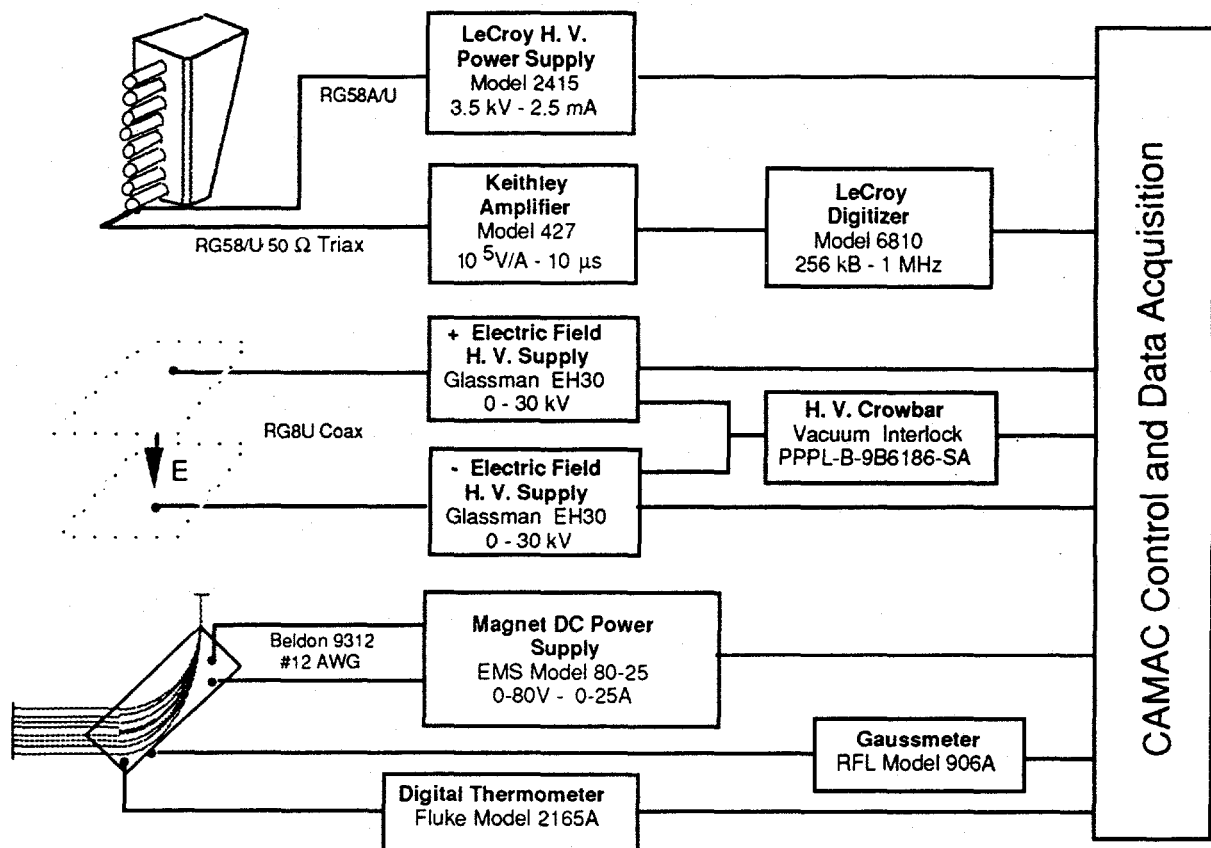 LeCroy H. V.
Power Supply
Model 2415
3.5 kV - 2.5 mA
RG58A/U
Keithley
Amplifier
Model 427
10 5V/A - 10 µs
RG58/U 50 Ω Triax
LeCroy
Digitizer
Model 6810
256 kB - 1 MHz
+ Electric Field
H. V. Supply
Glassman EH30
0 - 30 kV
RG8U Coax
E
- Electric Field
H. V. Supply
Glassman EH30
0 - 30 kV
H. V. Crowbar
Vacuum Interlock
PPPL-B-9B6186-SA
Beldon 9312
#12 AWG
Magnet DC Power
Supply
EMS Model 80-25
0-80V - 0-25A
Gaussmeter
RFL Model 906A
Digital Thermometer
Fluke Model 2165A
CAMAC Control and Data Acquisition